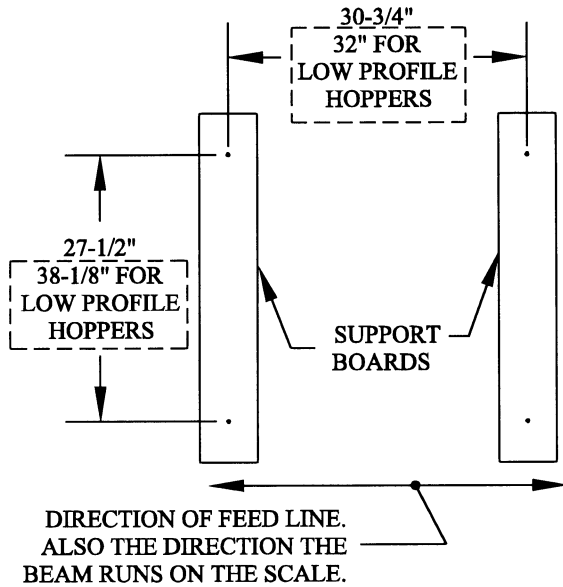 30-3/4"
32" FOR
LOW PROFILE
HOPPERS
27-1/2"
38-1/8" FOR
LOW PROFILE
HOPPERS
SUPPORT
BOARDS
DIRECTION OF FEED LINE.
ALSO THE DIRECTION THE
BEAM RUNS ON THE SCALE.